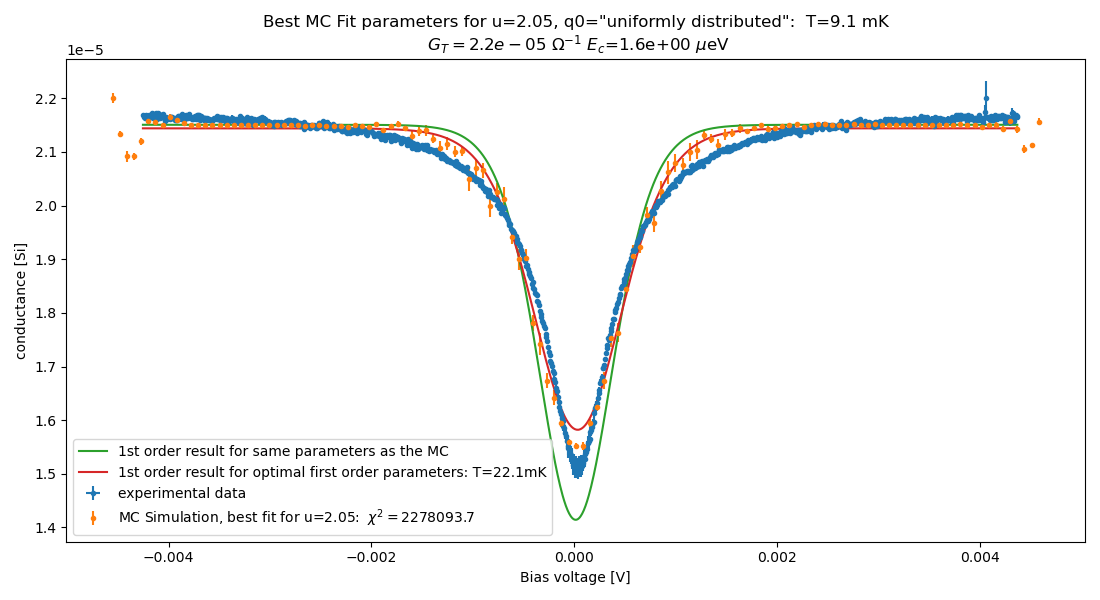 Best MC Fit parameters for u=2.05, q0="uniformly distributed":  T=9.1 mK
$G_T = 2.2e-05\ \Omega^{-1}\ E_c$=1.6e+00 $\mu$eV
1e−5
2.2
2.1
2.0
1.9
1.8
1.7
1.6
1.5
1.4
conductance [Si]
1st order result for same parameters as the MC
1st order result for optimal first order parameters: T=22.1mK
experimental data
MC Simulation, best fit for u=2.05:  $\chi^2 = 2278093.7$
−0.004
−0.002
0.000
0.002
0.004
Bias voltage [V]